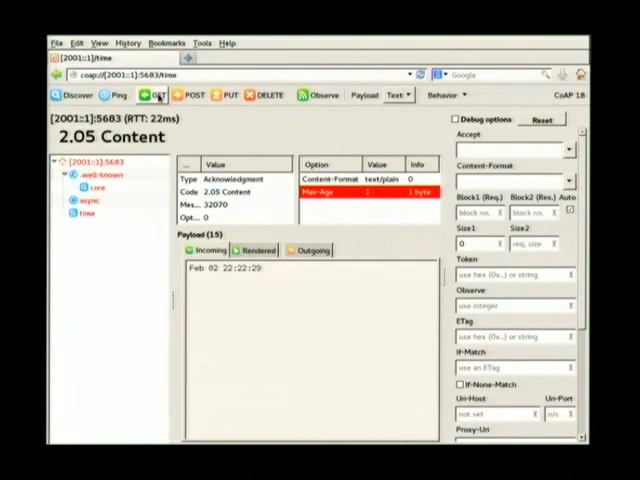 File Edit View History Bookmarks Tools Help
[2001::1]/time
coap://[2001::1]:5683/time
Google
Discover Ping GET POST PUT DELETE Observe Payload Text Behavior CoAP 18
[2001::1]:5683 (RTT: 22ms)
2.05 Content
Debug options Reset
[2001::1]:5683
.well-known
core
async
time
... Value
Type Acknowledgment
Code 2.05 Content
Mes... 32070
Opt... 0
Option Value Info
Content-Format text/plain 0
Max-Age 1 1 byte
Payload (15)
Incoming Rendered Outgoing
Feb 02 22:22:29
Accept
Content-Format
Block1 (Req.) Block2 (Res.) Auto
block no. X block no. X
Size1 Size2
0 X req. size X
Token
use hex (0x..) or string X
Observe
use integer X
ETag
use hex (0x..) or string X
If-Match
use an ETag X
If-None-Match
Uri-Host Uri-Port
not set X n/s X
Proxy-Uri